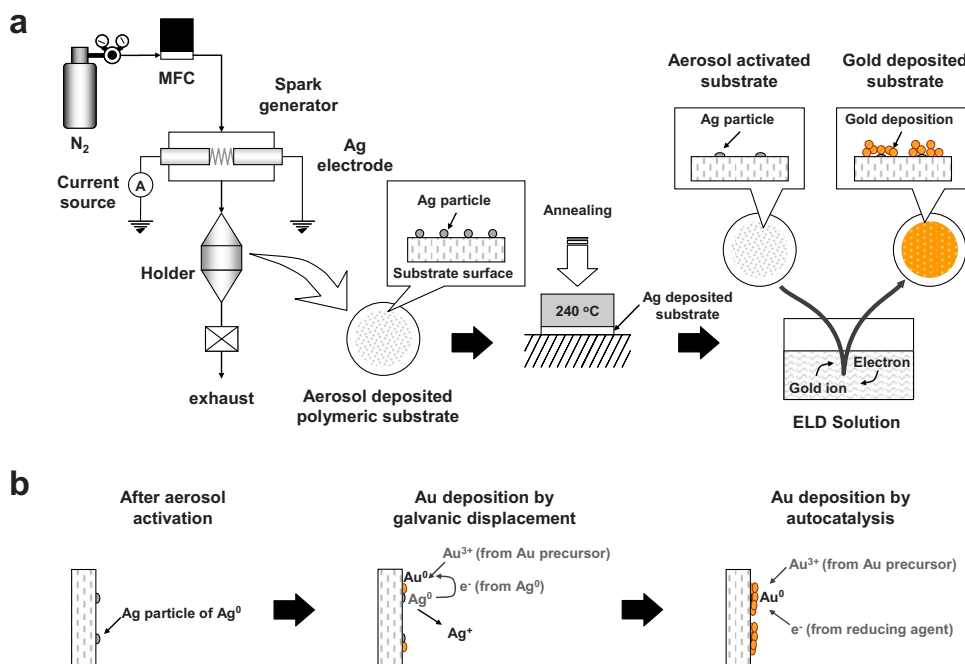 a
N2
MFC
Spark
generator
Ag
electrode
Current
source
A
Holder
exhaust
Ag particle
Substrate surface
Aerosol deposited
polymeric substrate
Annealing
240 °C
Ag deposited
substrate
Aerosol activated
substrate
Ag particle
Gold deposited
substrate
Gold deposition
Electron
Gold ion
ELD Solution
b
After aerosol
activation
Ag particle of Ag⁰
Au deposition by
galvanic displacement
Au³⁺ (from Au precursor)
Au⁰
e⁻ (from Ag⁰)
Ag⁰
Ag⁺
Au deposition by
autocatalysis
Au³⁺ (from Au precursor)
Au⁰
e⁻ (from reducing agent)